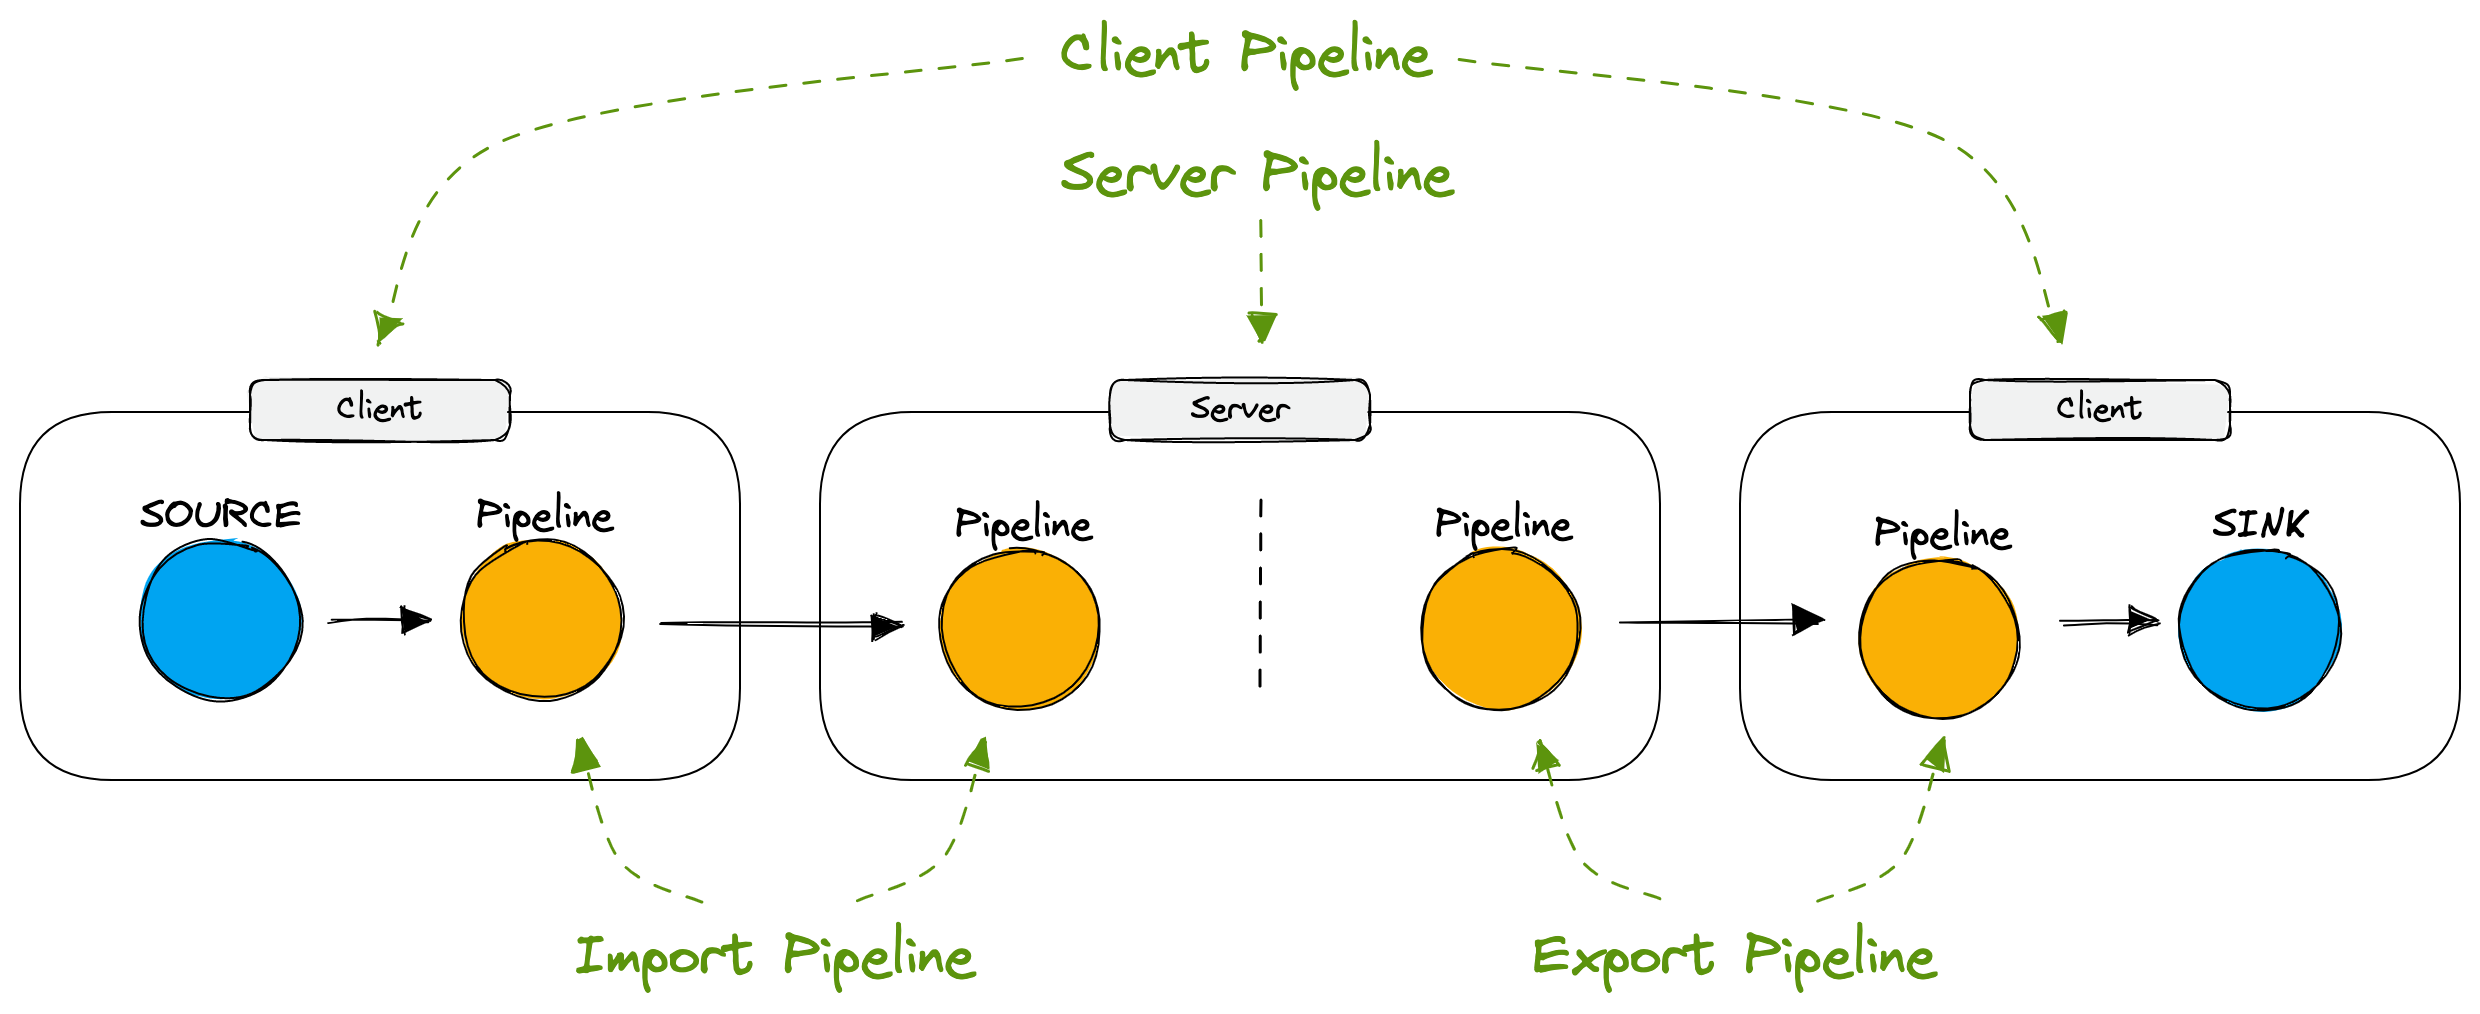 Client Pipeline
Server Pipeline
Client
Server
Client
SOURCE
Pipeline
Pipeline
Pipeline
Pipeline
SINK
Import Pipeline
Export Pipeline